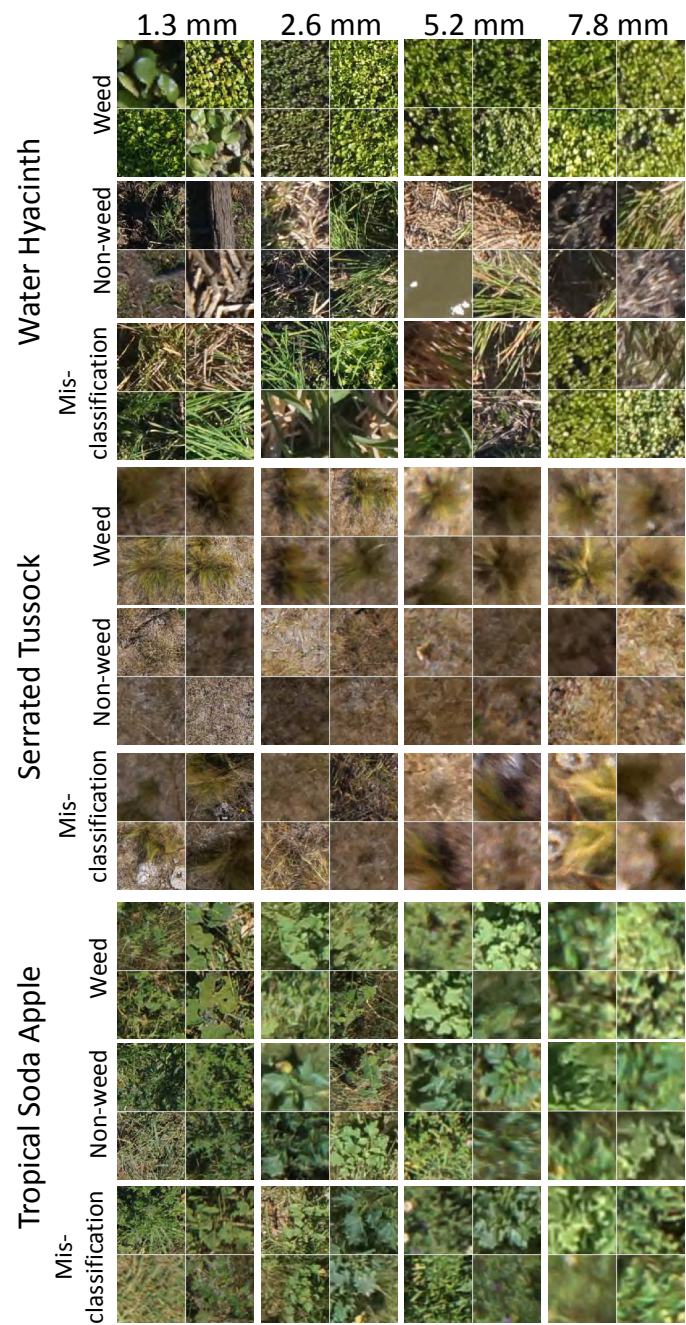 1.3 mm 2.6 mm 5.2 mm 7.8 mm
Water Hyacinth
Weed
Non-weed
Mis-
classification
Serrated Tussock
Weed
Non-weed
Mis-
classification
Tropical Soda Apple
Weed
Non-weed
Mis-
classification